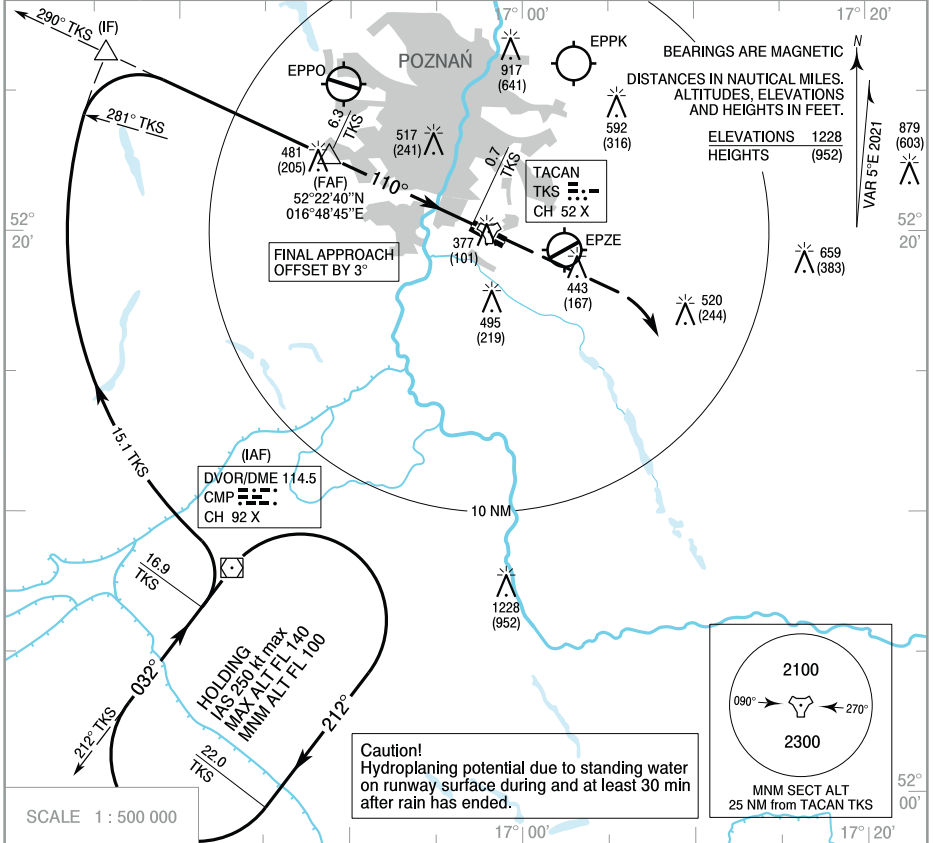 290° TKS
(IF)
17° 00'
17° 20'
POZNAŃ
EPPO
EPPK
917
(641)
BEARINGS ARE MAGNETIC
DISTANCES IN NAUTICAL MILES.
ALTITUDES, ELEVATIONS
AND HEIGHTS IN FEET.
ELEVATIONS 1228
HEIGHTS (952)
N
VAR 5°E 2021
879
(603)
592
(316)
281° TKS
6.3
TKS
517
(241)
481
(205)
(FAF)
52°22'40"N
016°48'45"E
110°
0.7
TKS
TACAN
TKS
CH 52 X
52°
20'
52°
20'
FINAL APPROACH
OFFSET BY 3°
377
(101)
EPZE
443
(167)
659
(383)
495
(219)
520
(244)
15.1 TKS
(IAF)
DVOR/DME 114.5
CMP
CH 92 X
10 NM
16.9
TKS
1228
(952)
032°
212° TKS
HOLDING
IAS 250 kt max
MAX ALT FL 140
MNM ALT FL 100
212°
22.0
TKS
Caution!
Hydroplaning potential due to standing water
on runway surface during and at least 30 min
after rain has ended.
2100
090°
270°
2300
MNM SECT ALT
25 NM from TACAN TKS
52°
00'
SCALE 1 : 500 000
17° 00'
17° 20'